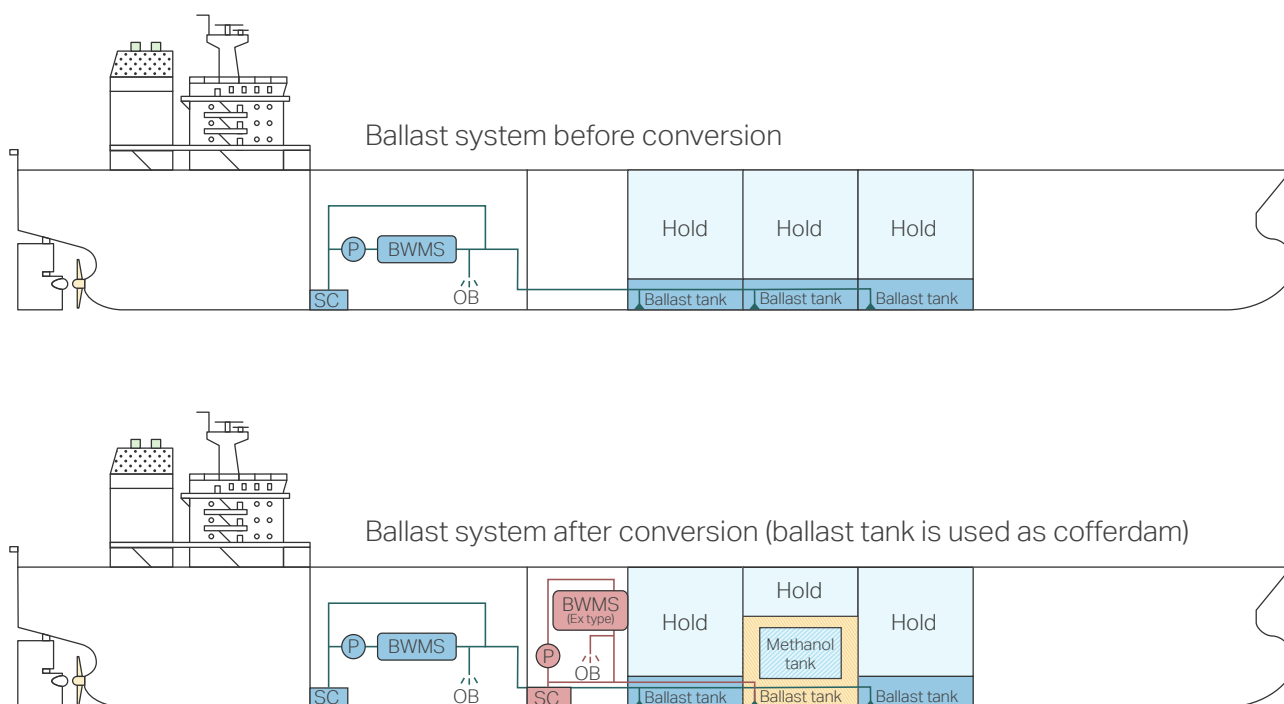 Ballast system before conversion
Hold
Hold
Hold
P
BWMS
SC
OB
Ballast tank
Ballast tank
Ballast tank
Ballast system after conversion (ballast tank is used as cofferdam)
Hold
BWMS
(Ex type)
Hold
Hold
P
BWMS
P
Methanol
tank
OB
SC
OB
SC
Ballast tank
Ballast tank
Ballast tank